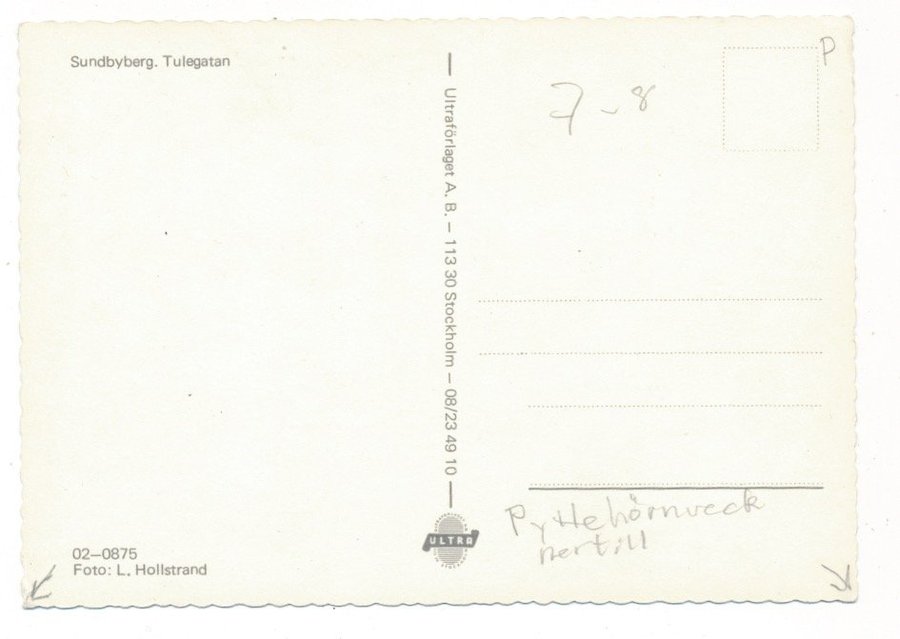 Sundbyberg. Tulegatan
P
7-8
Ultraförlaget A. B. — 113 30 Stockholm — 08/23 49 10
Pyttehörnveck
nertill
ULTRA
02—0875
Foto: L. Hollstrand